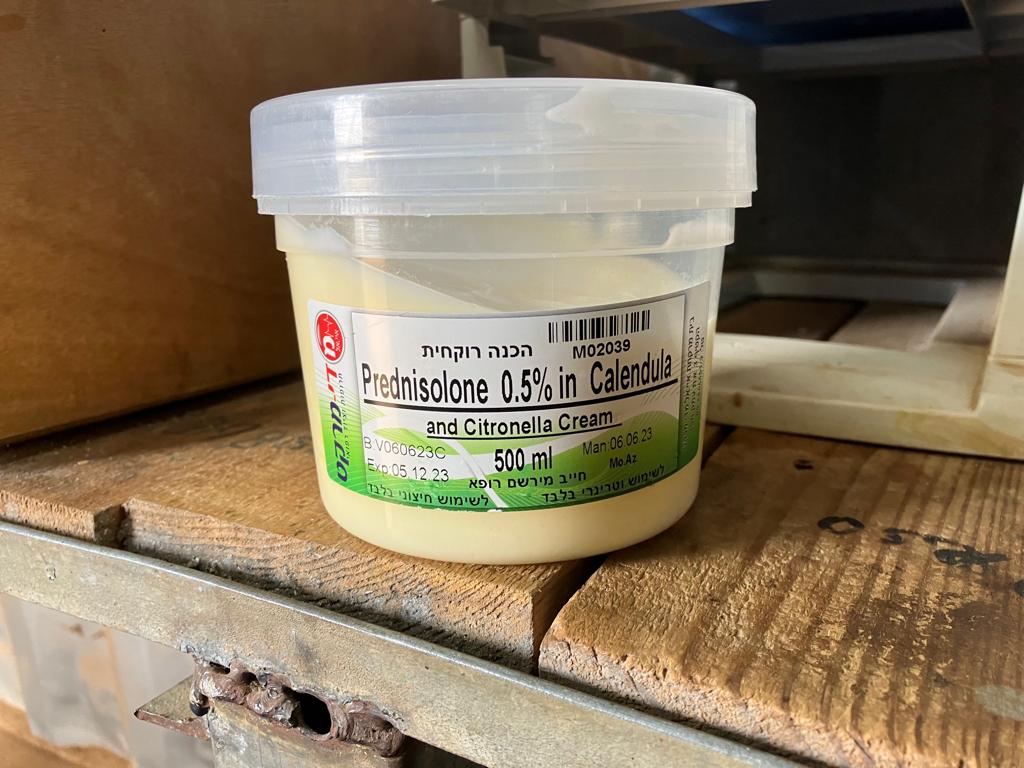 הכנה רוקחית
M02039
Prednisolone 0.5% in Calendula
and Citronella Cream
B:V060623C
Man:06.06.23
Exp:05.12.23
500 ml
Mo.Az
חייב מירשם רופא
לשימוש חיצוני בלבד
לשימוש וטרינרי בלבד